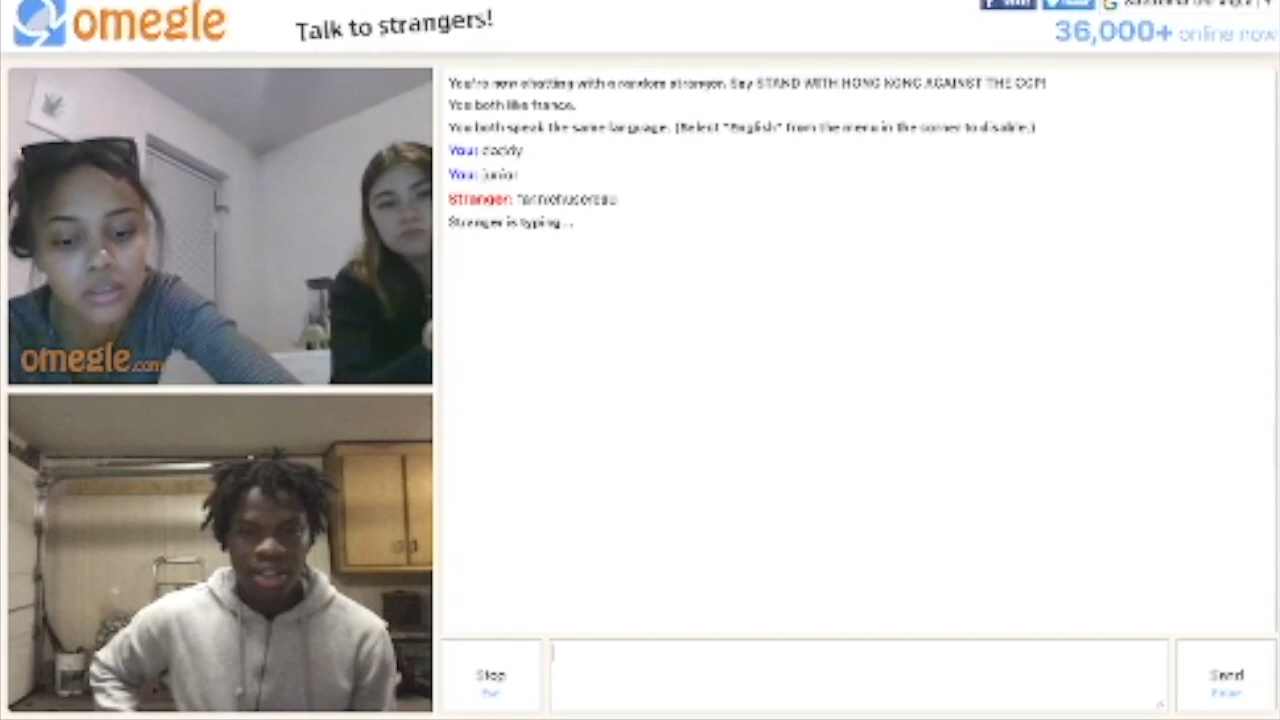 omegle
Talk to strangers!
36,000+ online now
You're now chatting with a random stranger. Say STAND WITH HONG KONG AGAINST THE CCP!
You both like france.
You both speak the same language. (Select "English" from the menu in the corner to disable.)
You: daddy
You: junior
Stranger:
Stranger is typing...
omegle.com
Stop
Esc
Send
Enter